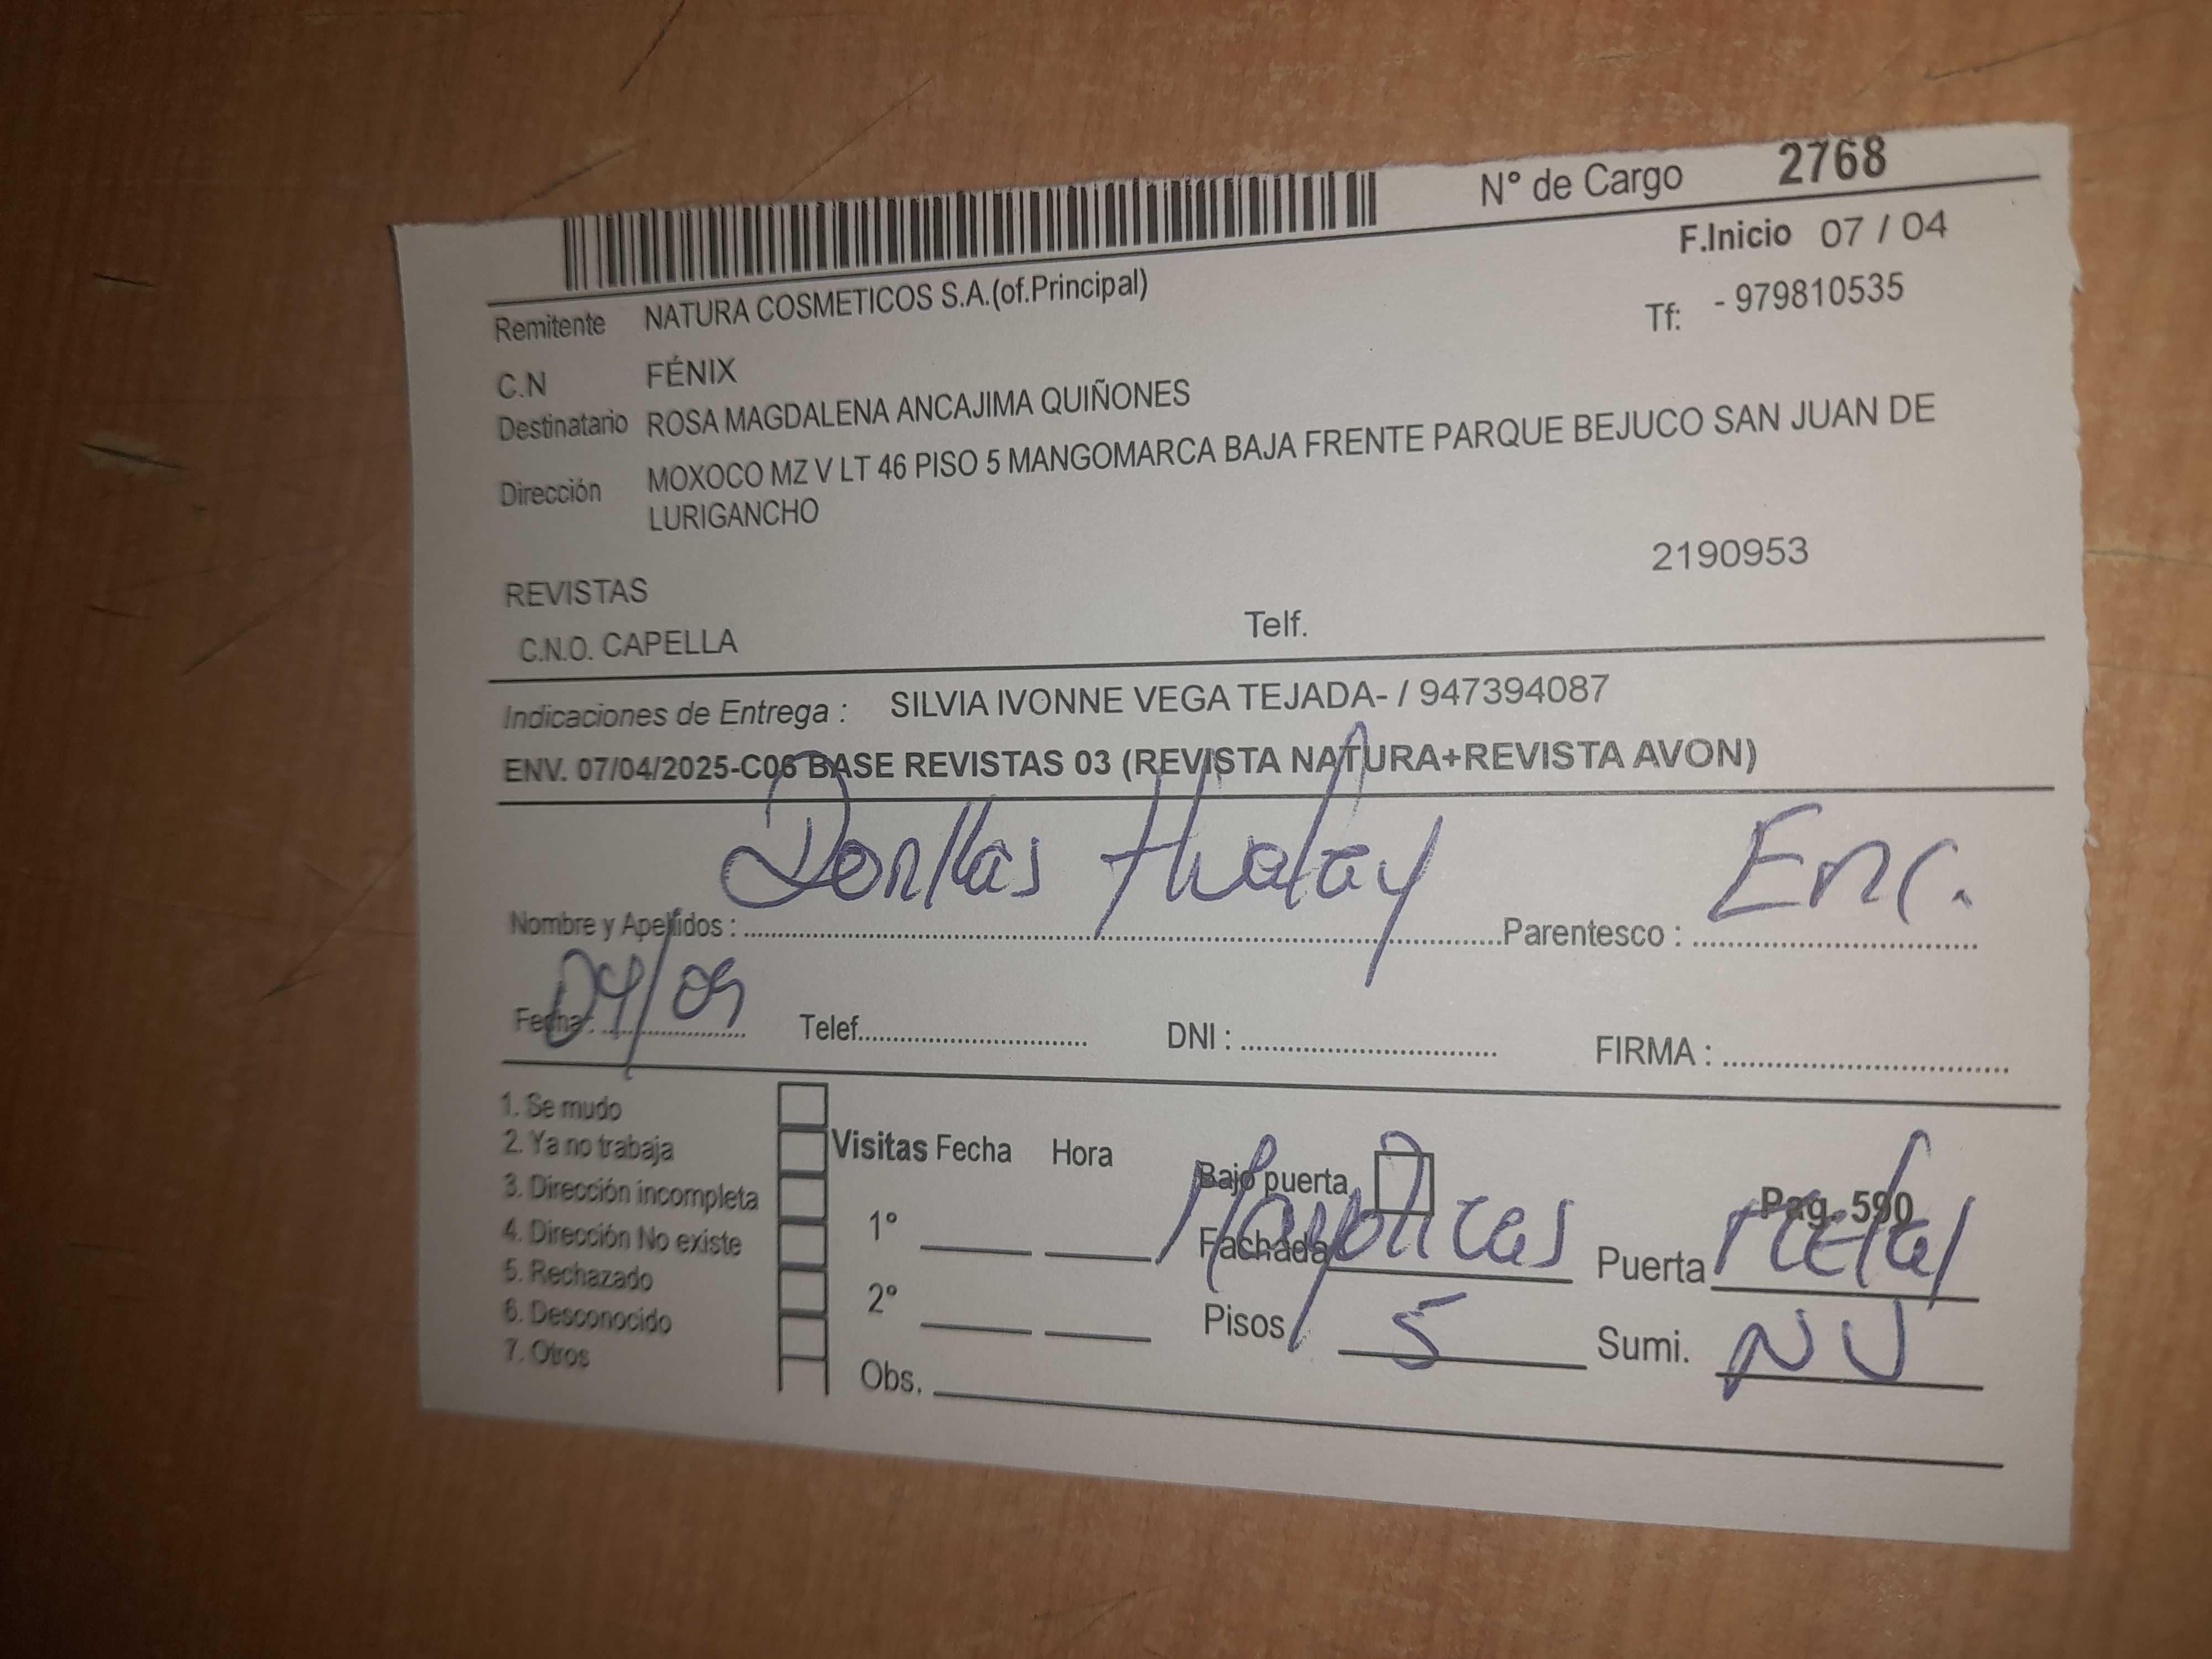 N° de Cargo 2768
F.Inicio 07 / 04
Remitente NATURA COSMETICOS S.A.(of.Principal)
Tf: - 979810535
C.N FÉNIX
Destinatario ROSA MAGDALENA ANCAJIMA QUIÑONES
Dirección MOXOCO MZ V LT 46 PISO 5 MANGOMARCA BAJA FRENTE PARQUE BEJUCO SAN JUAN DE
LURIGANCHO
2190953
REVISTAS
C.N.O. CAPELLA Telf.
Indicaciones de Entrega : SILVIA IVONNE VEGA TEJADA- / 947394087
ENV. 07/04/2025-C06 BASE REVISTAS 03 (REVISTA NATURA+REVISTA AVON)
Nombre y Apellidos : Parentesco : Enc.
Fecha: Telef. DNI : FIRMA :
1. Se mudo
2. Ya no trabaja
3. Dirección incompleta
4. Dirección No existe
5. Rechazado
6. Desconocido
7. Otros
Visitas Fecha Hora
1°
2°
Obs.
Bajo puerta
Pag. 590
Fachada Mayolicas Puerta Metal
Pisos 5 Sumi. NV